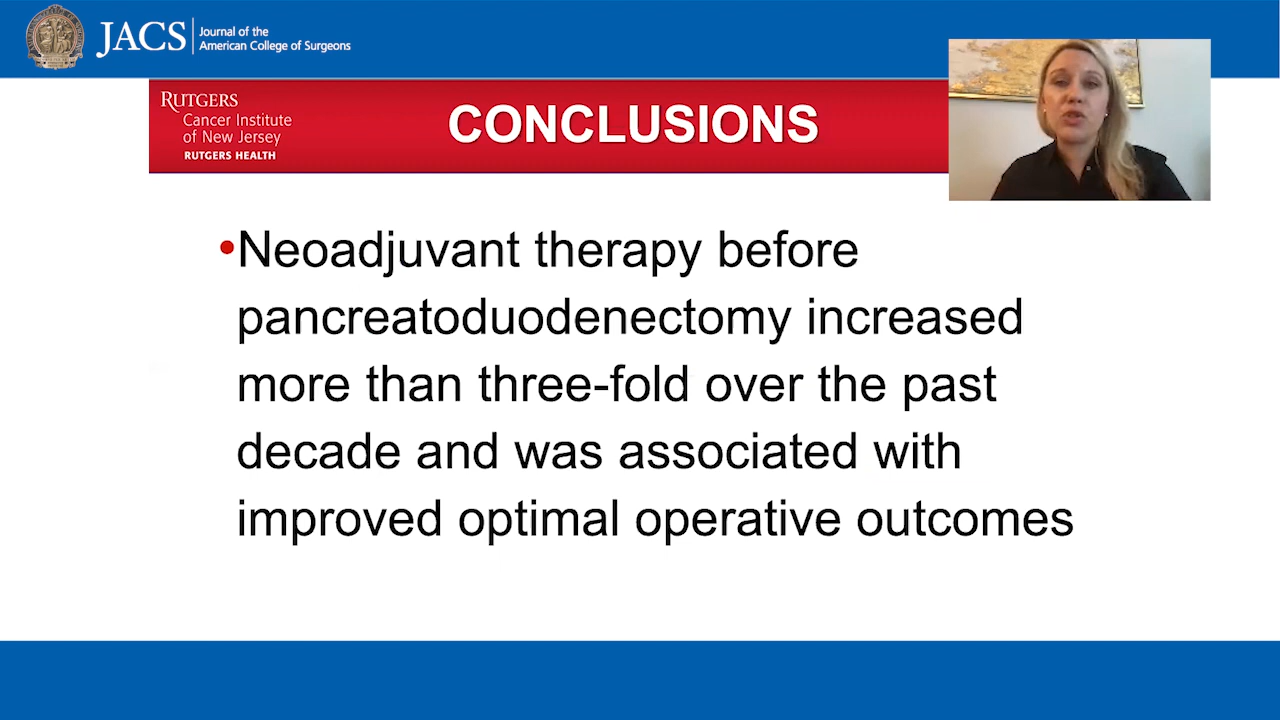 JACS
Journal of the
American College of Surgeons
RUTGERS
Cancer Institute
of New Jersey
RUTGERS HEALTH
CONCLUSIONS
•Neoadjuvant therapy before
pancreatoduodenectomy increased
more than three-fold over the past
decade and was associated with
improved optimal operative outcomes